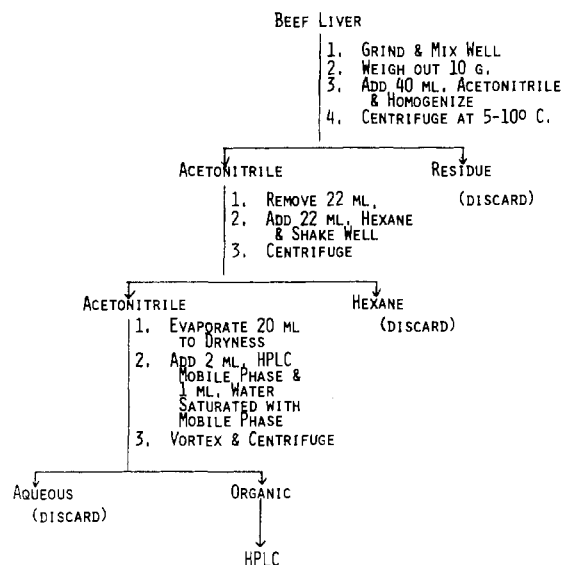 BEEF LIVER
1. GRIND & MIX WELL
2. WEIGH OUT 10 G.
3. ADD 40 ML. ACETONITRILE
& HOMOGENIZE
4. CENTRIFUGE AT 5-10º C.
ACETONITRILE
RESIDUE
(DISCARD)
1. REMOVE 22 ML.
2. ADD 22 ML. HEXANE
& SHAKE WELL
3. CENTRIFUGE
ACETONITRILE
HEXANE
(DISCARD)
1. EVAPORATE 20 ML
TO DRYNESS
2. ADD 2 ML. HPLC
MOBILE PHASE &
1 ML. WATER
SATURATED WITH
MOBILE PHASE
3. VORTEX & CENTRIFUGE
AQUEOUS
(DISCARD)
ORGANIC
HPLC